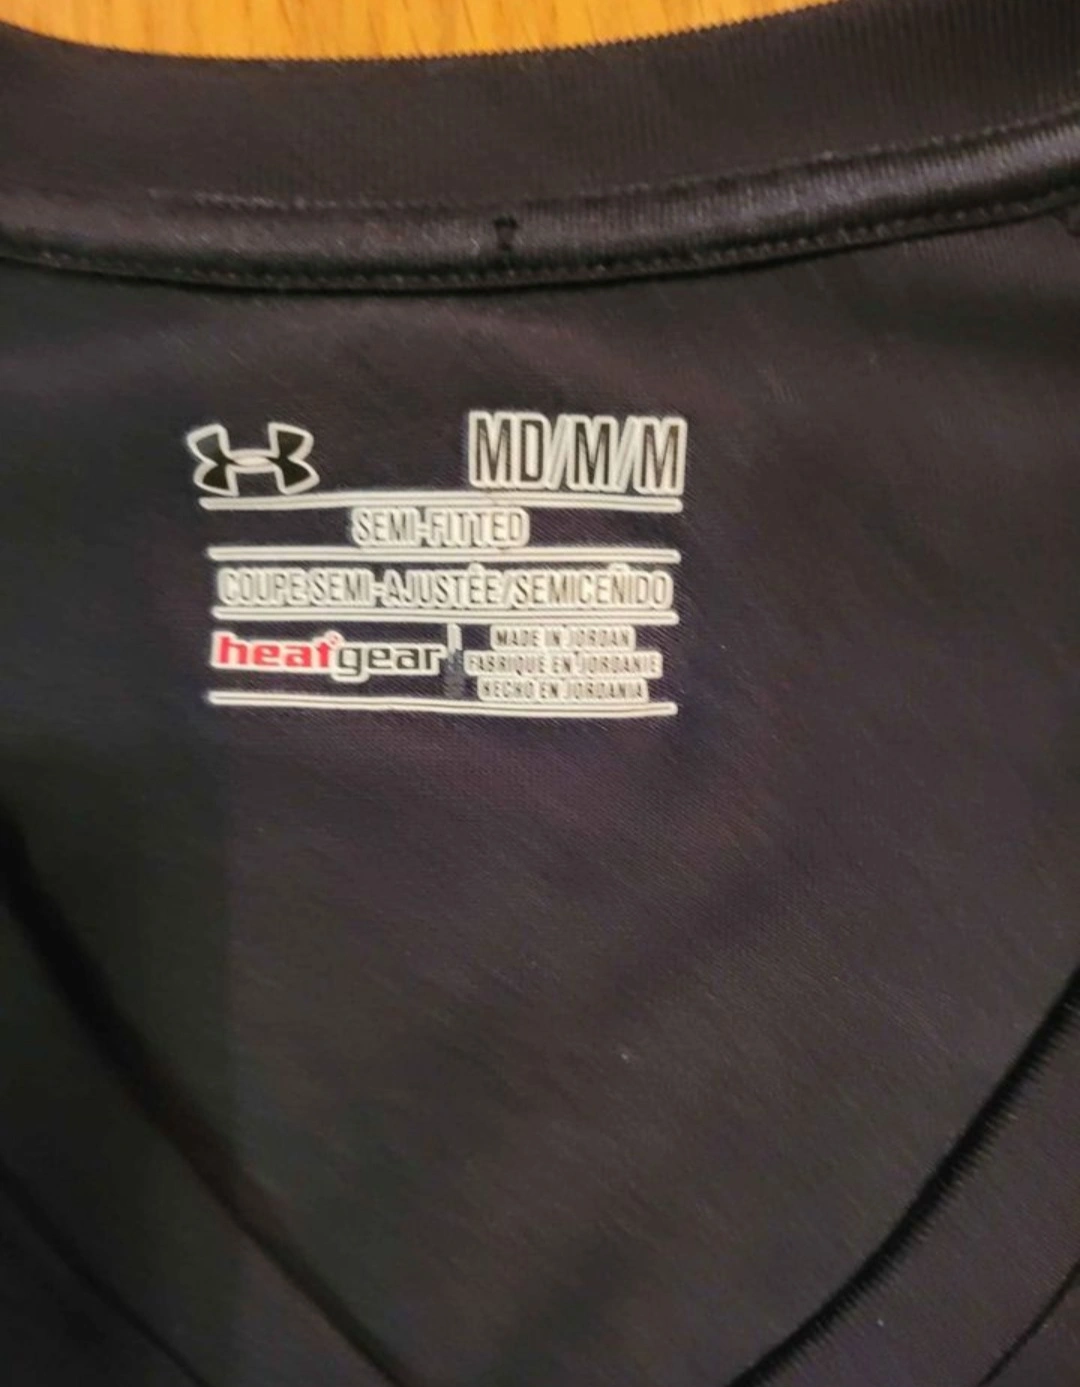 MD/M/M
SEMI-FITTED
COUPE SEMI-AJUSTÉE/SEMICEÑIDO
heatgear
MADE IN JORDAN
FABRIQUÉ EN JORDANIE
HECHO EN JORDANIA